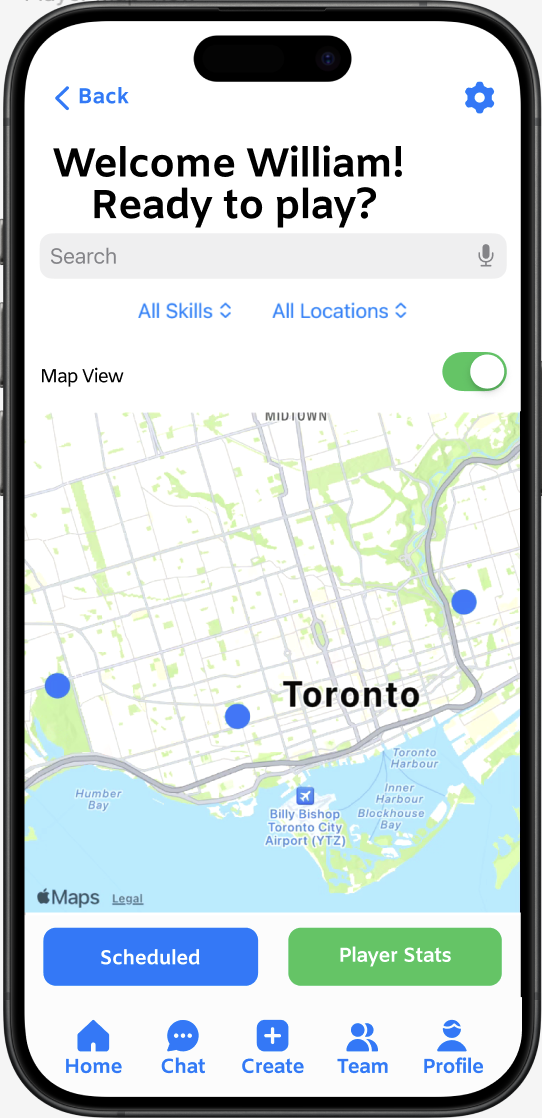 Back
Welcome William!
Ready to play?
Search
All Skills
All Locations
Map View
MIDTOWN
Toronto
Toronto
Harbour
Humber
Bay
Inner
Harbour
Blockhouse
Bay
Billy Bishop
Toronto City
Airport (YTZ)
Maps
Legal
Scheduled
Player Stats
Home
Chat
Create
Team
Profile